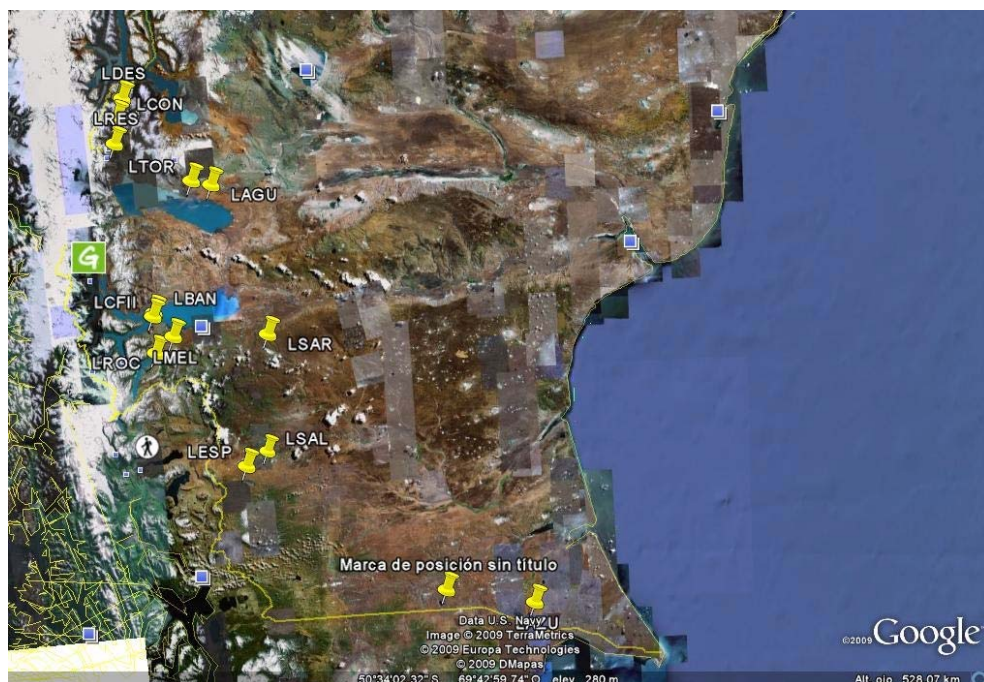 LDES
LCON
LRES
LTOR
LAGU
LCFII
LBAN
LSAR
LROC
LMEL
LESP
LSAL
Marca de posición sin título
LAZU
Data U.S. Navy
Image © 2009 TerraMetrics
© 2009 Europa Technologies
© 2009 DMapas
©2009 Google
50°34'02.32" S 69°42'59.74" O elev. 280 m
Alt. ojo 528.07 km